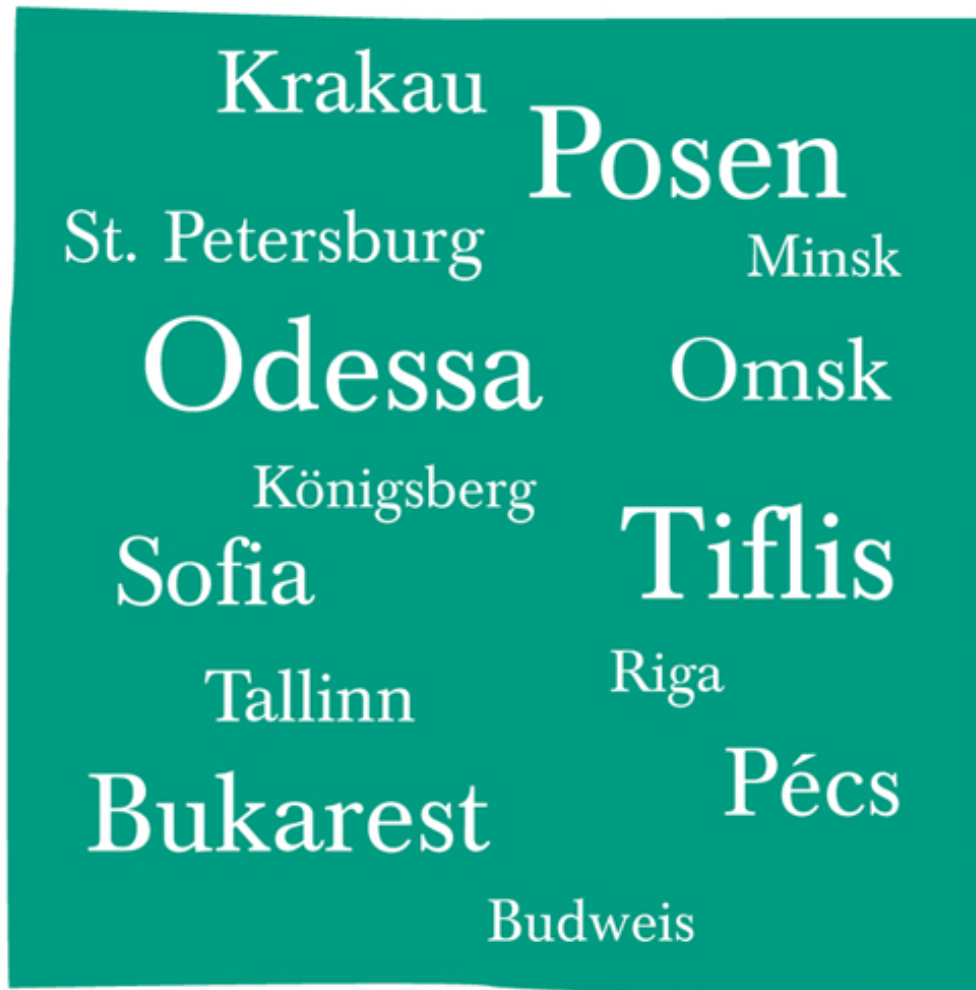 Krakau
Posen
St. Petersburg
Minsk
Odessa
Omsk
Königsberg
Tiflis
Sofia
Riga
Tallinn
Pécs
Bukarest
Budweis